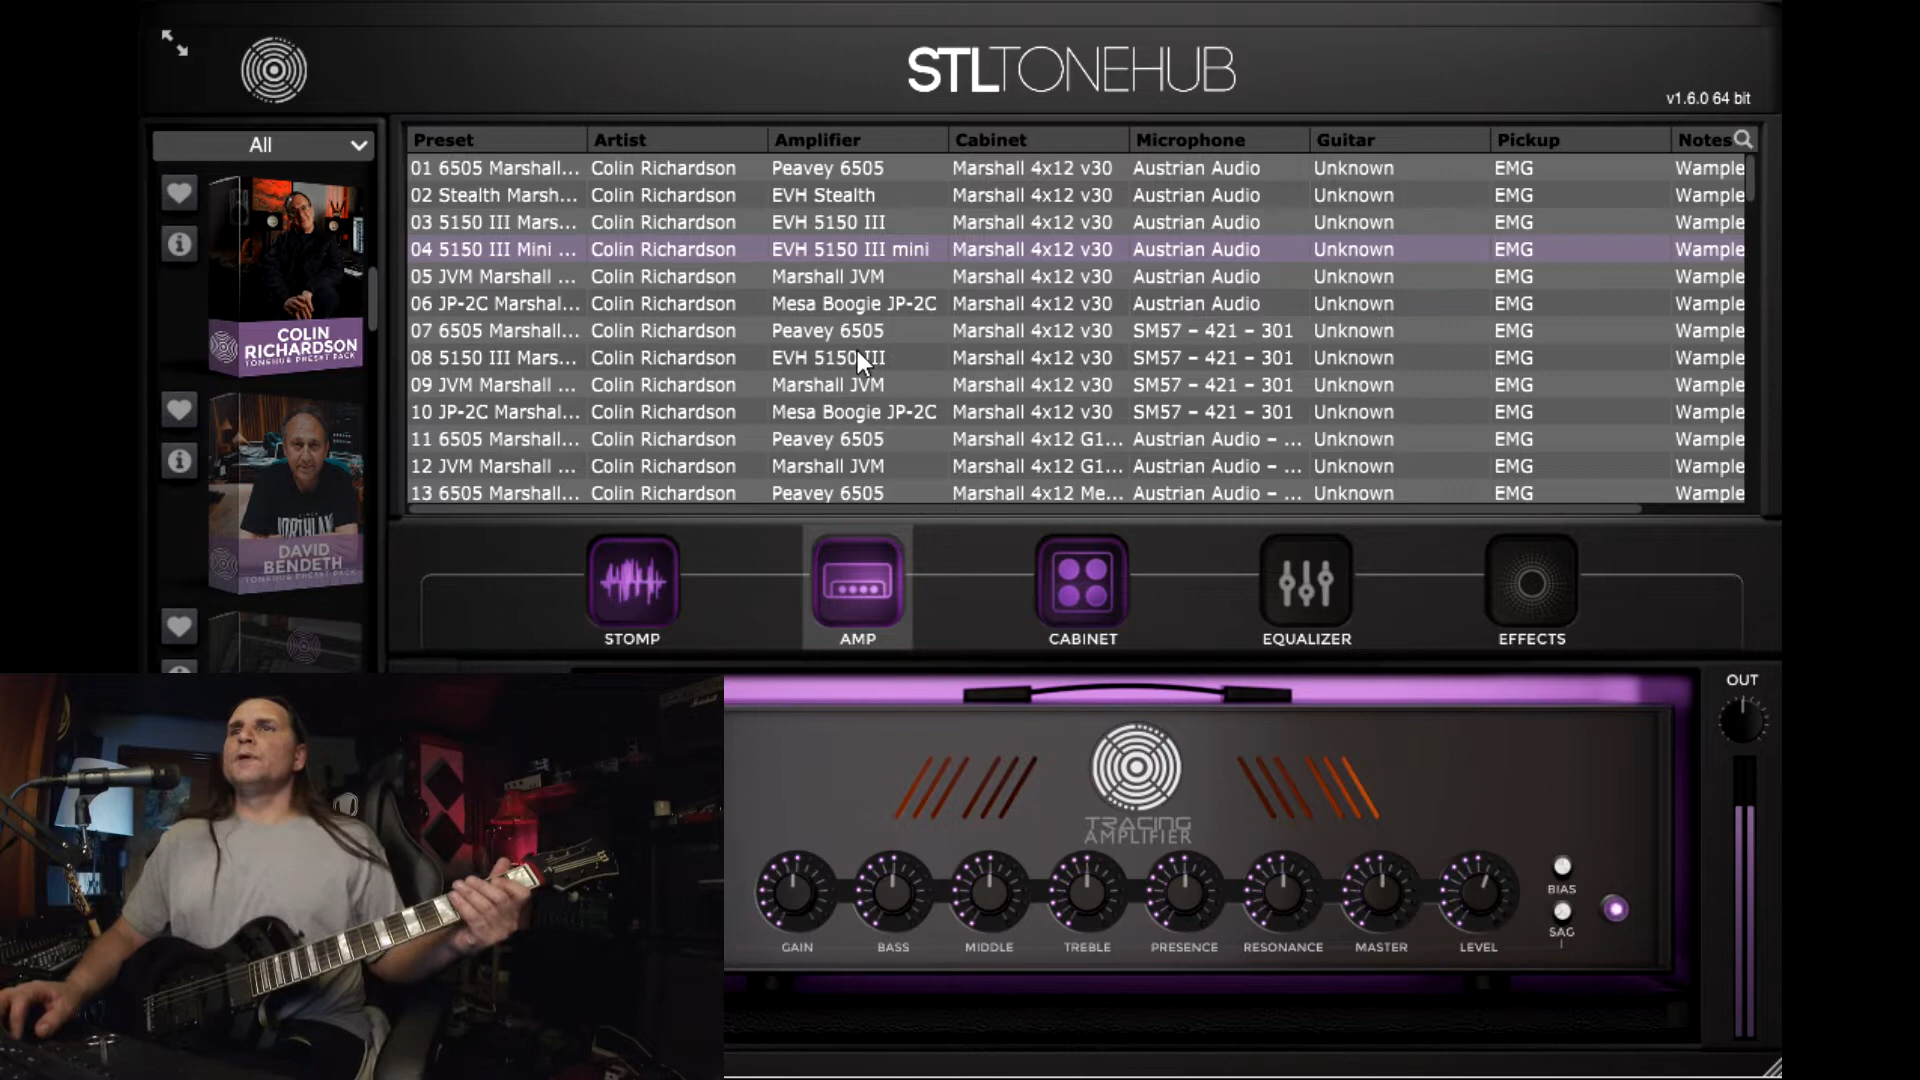 STLTONEHUB
v1.6.0 64 bit
All
Preset Artist Amplifier Cabinet Microphone Guitar Pickup Notes
01 6505 Marshall... Colin Richardson Peavey 6505 Marshall 4x12 v30 Austrian Audio Unknown EMG Wample
02 Stealth Marsh... Colin Richardson EVH Stealth Marshall 4x12 v30 Austrian Audio Unknown EMG Wample
03 5150 III Mars... Colin Richardson EVH 5150 III Marshall 4x12 v30 Austrian Audio Unknown EMG Wample
04 5150 III Mini ... Colin Richardson EVH 5150 III mini Marshall 4x12 v30 Austrian Audio Unknown EMG Wample
05 JVM Marshall ... Colin Richardson Marshall JVM Marshall 4x12 v30 Austrian Audio Unknown EMG Wample
06 JP-2C Marshal... Colin Richardson Mesa Boogie JP-2C Marshall 4x12 v30 Austrian Audio Unknown EMG Wample
07 6505 Marshall... Colin Richardson Peavey 6505 Marshall 4x12 v30 SM57 – 421 – 301 Unknown EMG Wample
08 5150 III Mars... Colin Richardson EVH 5150 III Marshall 4x12 v30 SM57 – 421 – 301 Unknown EMG Wample
09 JVM Marshall ... Colin Richardson Marshall JVM Marshall 4x12 v30 SM57 – 421 – 301 Unknown EMG Wample
10 JP-2C Marshal... Colin Richardson Mesa Boogie JP-2C Marshall 4x12 v30 SM57 – 421 – 301 Unknown EMG Wample
11 6505 Marshall... Colin Richardson Peavey 6505 Marshall 4x12 G1... Austrian Audio – ... Unknown EMG Wample
12 JVM Marshall ... Colin Richardson Marshall JVM Marshall 4x12 G1... Austrian Audio – ... Unknown EMG Wample
13 6505 Marshall... Colin Richardson Peavey 6505 Marshall 4x12 Me... Austrian Audio – ... Unknown EMG Wample
COLIN
RICHARDSON
TONEHUB PRESET PACK
NORTHLANE
DAVID
BENDETH
TONEHUB PRESET PACK
STOMP AMP CABINET EQUALIZER EFFECTS
OUT
TRACING
AMPLIFIER
BIAS
SAG
GAIN BASS MIDDLE TREBLE PRESENCE RESONANCE MASTER LEVEL